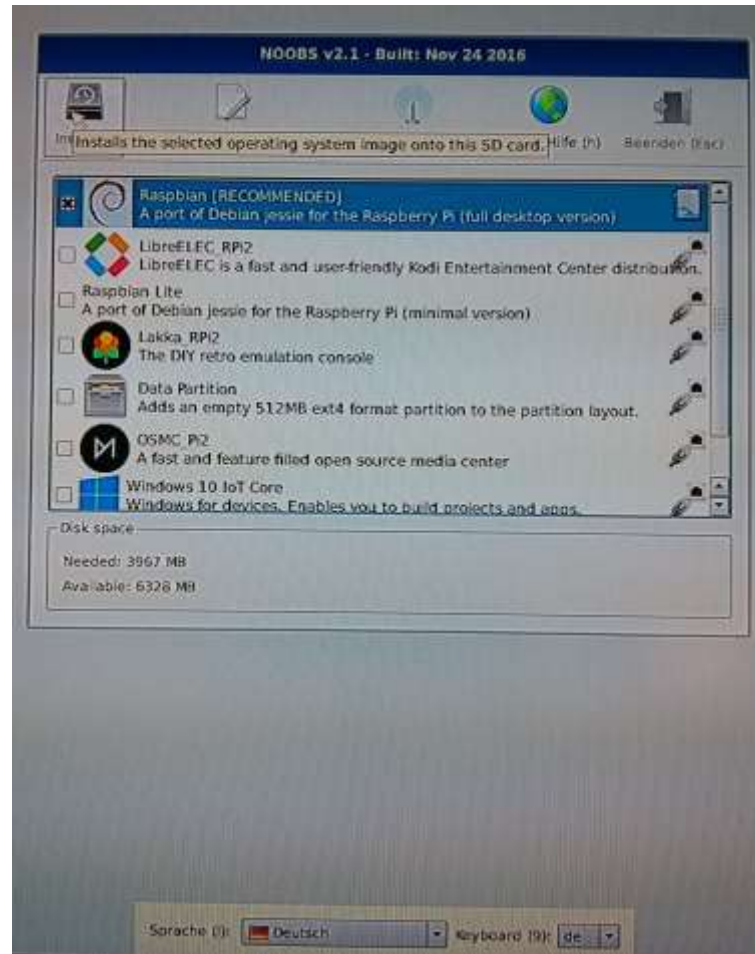 NOOBS v2.1 - Built: Nov 24 2016
Installs the selected operating system image onto this SD card.
Hilfe (h)
Beenden (Esc)
Raspbian [RECOMMENDED]
A port of Debian jessie for the Raspberry Pi (full desktop version)
LibreELEC_RPi2
LibreELEC is a fast and user-friendly Kodi Entertainment Center distribution.
Raspbian Lite
A port of Debian jessie for the Raspberry Pi (minimal version)
Lakka_RPi2
The DIY retro emulation console
Data Partition
Adds an empty 512MB ext4 format partition to the partition layout.
OSMC_Pi2
A fast and feature filled open source media center
Windows 10 IoT Core
Windows for devices. Enables you to build projects and apps.
Disk space
Needed: 3967 MB
Available: 6328 MB
Sprache (l): Deutsch
Keyboard (9): de